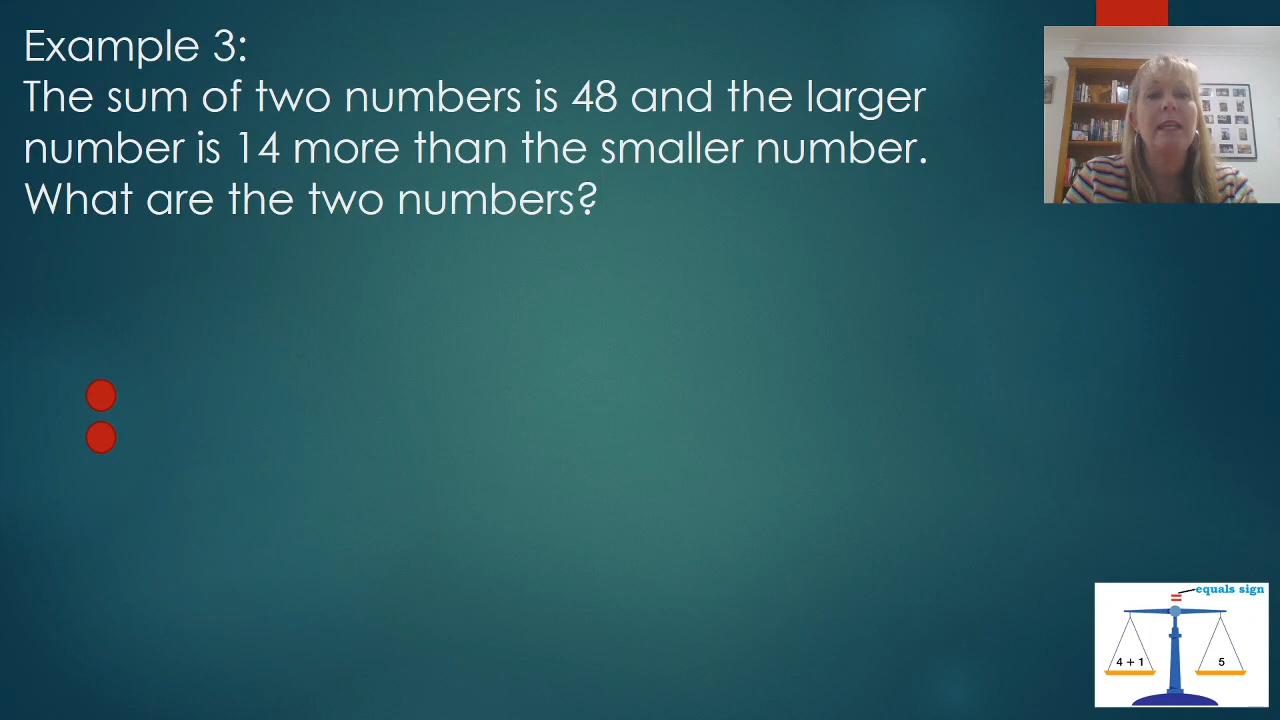 Example 3:
The sum of two numbers is 48 and the larger
number is 14 more than the smaller number.
What are the two numbers?
equals sign
=
4 + 1
5